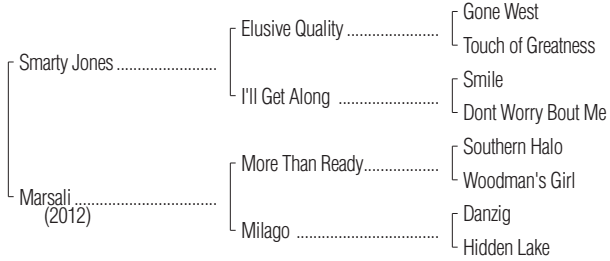 Gone West
Elusive Quality ......................
Touch of Greatness
Smarty Jones ........................
Smile
I'll Get Along ........................
Dont Worry Bout Me
Southern Halo
More Than Ready..................
Woodman's Girl
Marsali ..................................
(2012)
Danzig
Milago ..................................
Hidden Lake